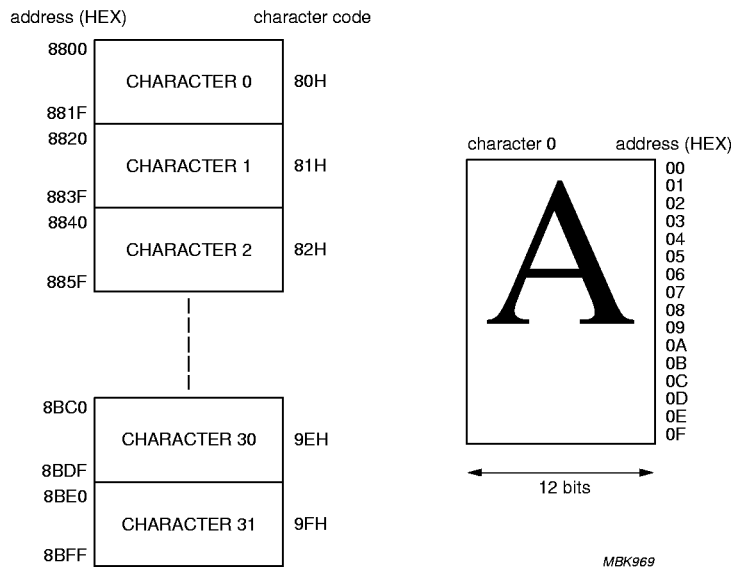 address (HEX) character code
8800
CHARACTER 0 80H
881F
8820
CHARACTER 1 81H
883F
8840
CHARACTER 2 82H
885F
8BC0
CHARACTER 30 9EH
8BDF
8BE0
CHARACTER 31 9FH
8BFF
character 0 address (HEX)
00
01
02
03
04
05
06
07
08
09
0A
0B
0C
0D
0E
0F
A
12 bits
MBK969